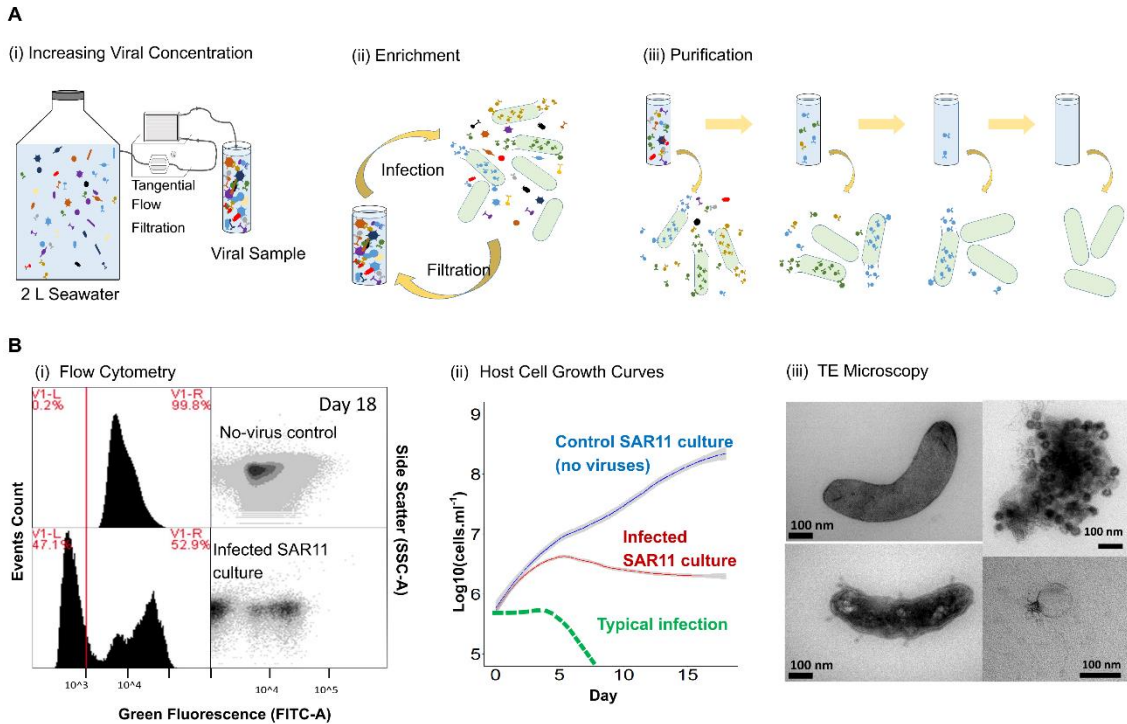 A
(i) Increasing Viral Concentration
(ii) Enrichment
(iii) Purification
Tangential
Flow
Filtration
Viral Sample
2 L Seawater
Infection
Filtration
B
(i) Flow Cytometry
V1-L
0.2%
V1-R
99.8%
Day 18
No-virus control
V1-L
47.1%
V1-R
52.9%
Infected SAR11
culture
Events Count
Side Scatter (SSC-A)
10^3
10^4
10^4
10^5
Green Fluorescence (FITC-A)
(ii) Host Cell Growth Curves
9
8
7
6
5
Log10(cells.ml⁻¹)
Control SAR11 culture
(no viruses)
Infected
SAR11 culture
Typical infection
0
5
10
15
Day
(iii) TE Microscopy
100 nm
100 nm
100 nm
100 nm